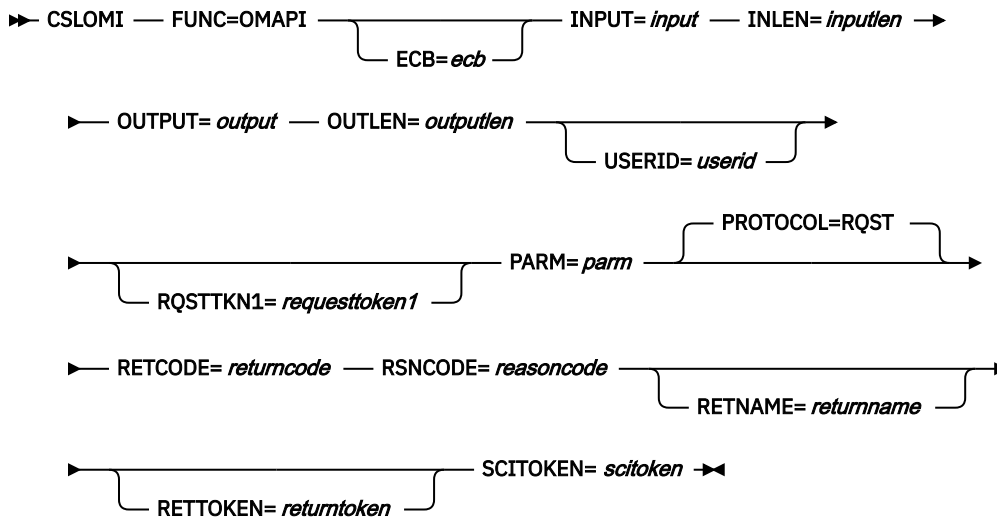 CSLOMI FUNC=OMAPI INPUT= input INLEN= inputlen
ECB= ecb
OUTPUT= output OUTLEN= outputlen
USERID= userid
PROTOCOL=RQST
PARM= parm
RQSTTKN1= requesttoken1
RETCODE= returncode RSNCODE= reasoncode
RETNAME= returnname
SCITOKEN= scitoken
RETTOKEN= returntoken